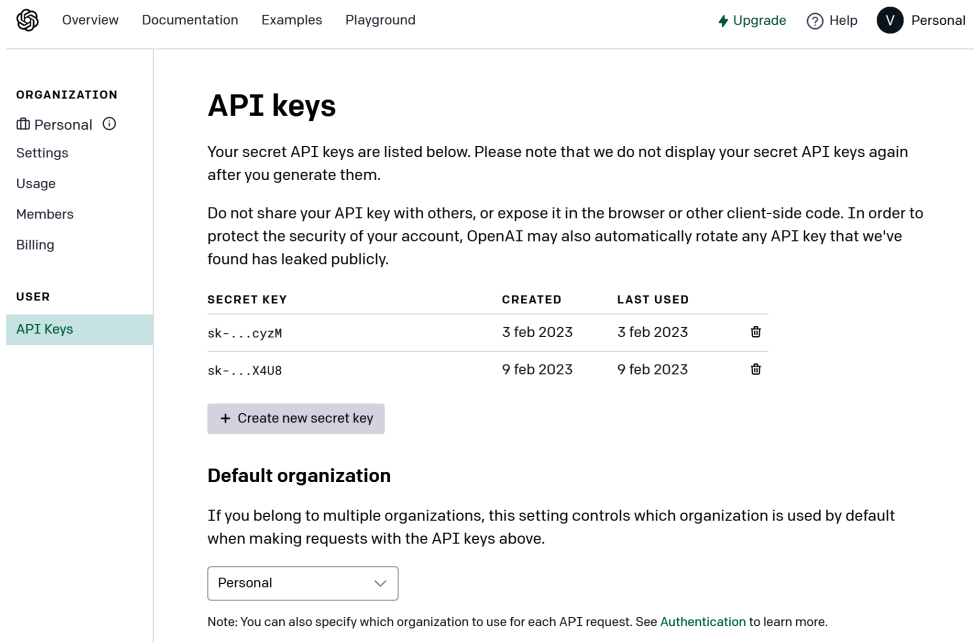 Overview Documentation Examples Playground Upgrade Help V Personal
ORGANIZATION
Personal
Settings
Usage
Members
Billing
USER
API Keys
API keys
Your secret API keys are listed below. Please note that we do not display your secret API keys again
after you generate them.
Do not share your API key with others, or expose it in the browser or other client-side code. In order to
protect the security of your account, OpenAI may also automatically rotate any API key that we've
found has leaked publicly.
SECRET KEY CREATED LAST USED
sk-...cyzM 3 feb 2023 3 feb 2023
sk-...X4U8 9 feb 2023 9 feb 2023
+ Create new secret key
Default organization
If you belong to multiple organizations, this setting controls which organization is used by default
when making requests with the API keys above.
Personal
Note: You can also specify which organization to use for each API request. See Authentication to learn more.